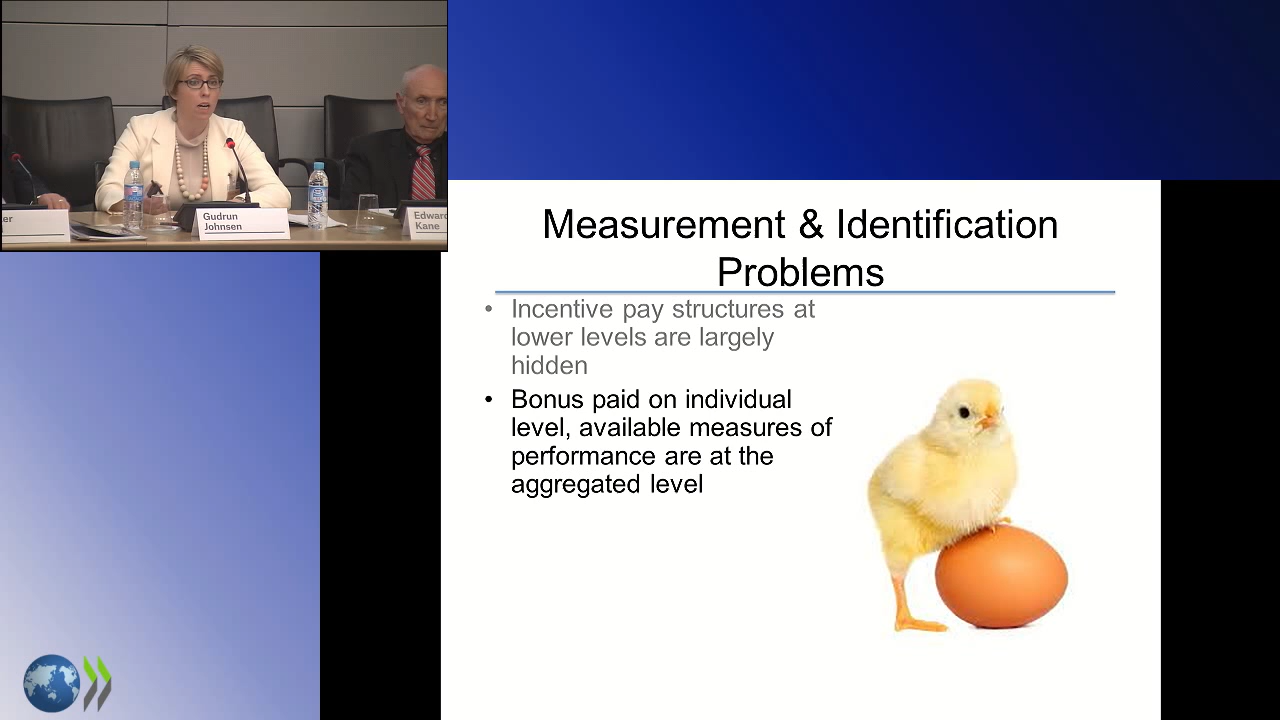 ker
Gudrun
Johnsen
Edward
Kane
Measurement & Identification
Problems
• Incentive pay structures at
lower levels are largely
hidden
• Bonus paid on individual
level, available measures of
performance are at the
aggregated level